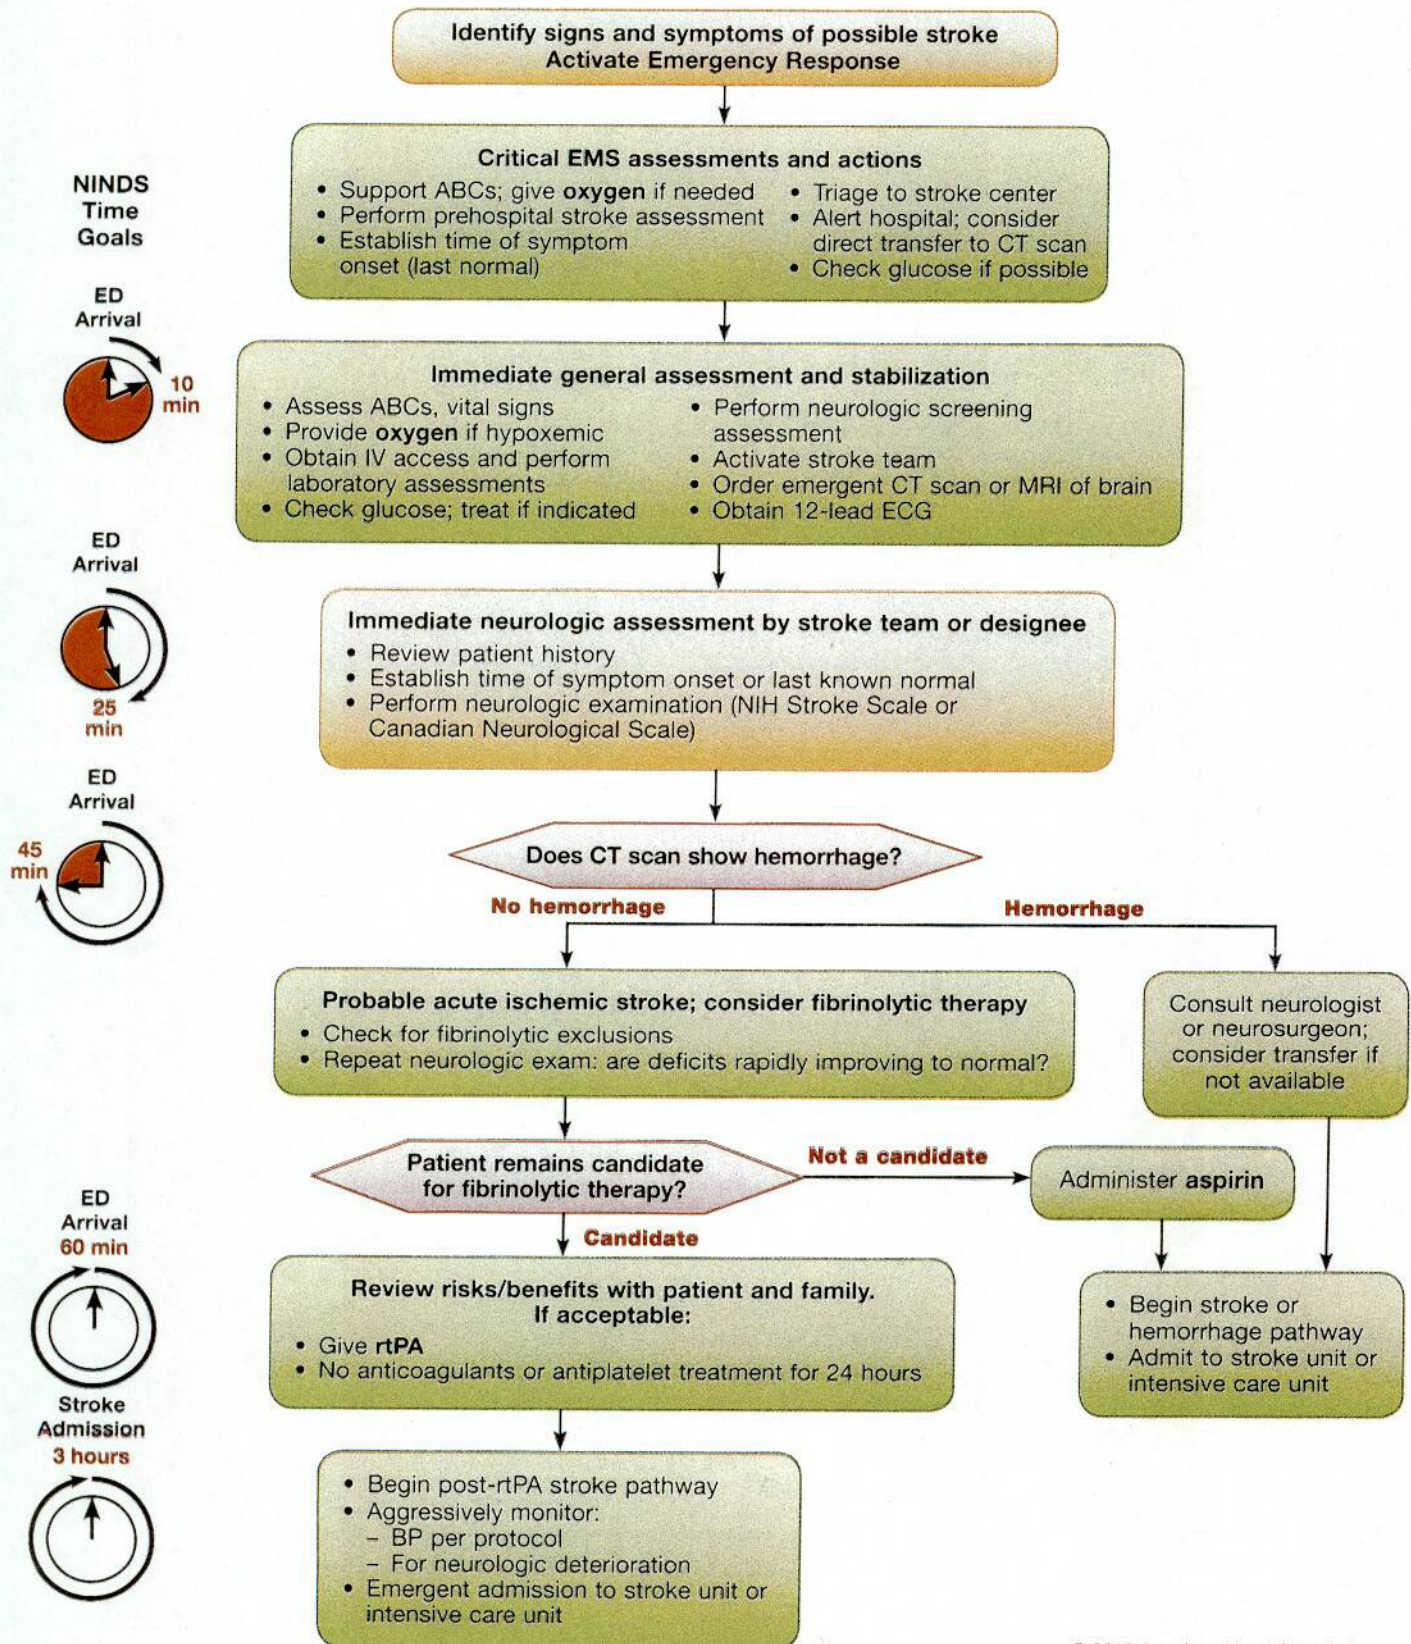 Identify signs and symptoms of possible stroke
Activate Emergency Response
Critical EMS assessments and actions
• Support ABCs; give oxygen if needed
• Perform prehospital stroke assessment
• Establish time of symptom
onset (last normal)
• Triage to stroke center
• Alert hospital; consider
direct transfer to CT scan
• Check glucose if possible
NINDS
Time
Goals
ED
Arrival
10
min
Immediate general assessment and stabilization
• Assess ABCs, vital signs
• Provide oxygen if hypoxemic
• Obtain IV access and perform
laboratory assessments
• Check glucose; treat if indicated
• Perform neurologic screening
assessment
• Activate stroke team
• Order emergent CT scan or MRI of brain
• Obtain 12-lead ECG
ED
Arrival
25
min
Immediate neurologic assessment by stroke team or designee
• Review patient history
• Establish time of symptom onset or last known normal
• Perform neurologic examination (NIH Stroke Scale or
Canadian Neurological Scale)
ED
Arrival
45
min
Does CT scan show hemorrhage?
No hemorrhage
Hemorrhage
Probable acute ischemic stroke; consider fibrinolytic therapy
• Check for fibrinolytic exclusions
• Repeat neurologic exam: are deficits rapidly improving to normal?
Consult neurologist
or neurosurgeon;
consider transfer if
not available
Patient remains candidate
for fibrinolytic therapy?
Not a candidate
Administer aspirin
Candidate
ED
Arrival
60 min
Review risks/benefits with patient and family.
If acceptable:
• Give rtPA
• No anticoagulants or antiplatelet treatment for 24 hours
• Begin stroke or
hemorrhage pathway
• Admit to stroke unit or
intensive care unit
Stroke
Admission
3 hours
• Begin post-rtPA stroke pathway
• Aggressively monitor:
– BP per protocol
– For neurologic deterioration
• Emergent admission to stroke unit or
intensive care unit